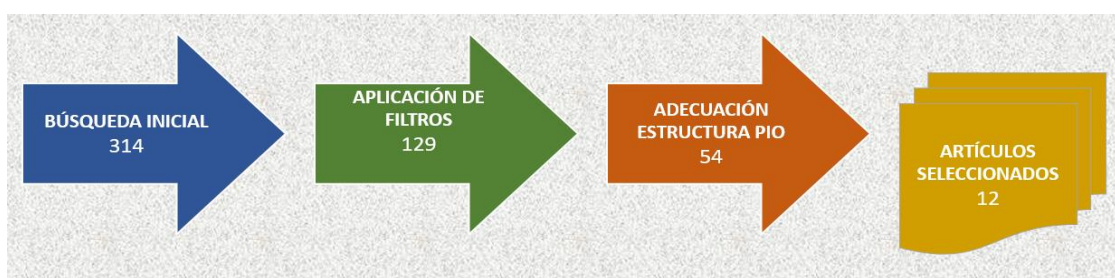 BÚSQUEDA INICIAL
314
APLICACIÓN DE
FILTROS
129
ADECUACIÓN
ESTRUCTURA PIO
54
ARTÍCULOS
SELECCIONADOS
12